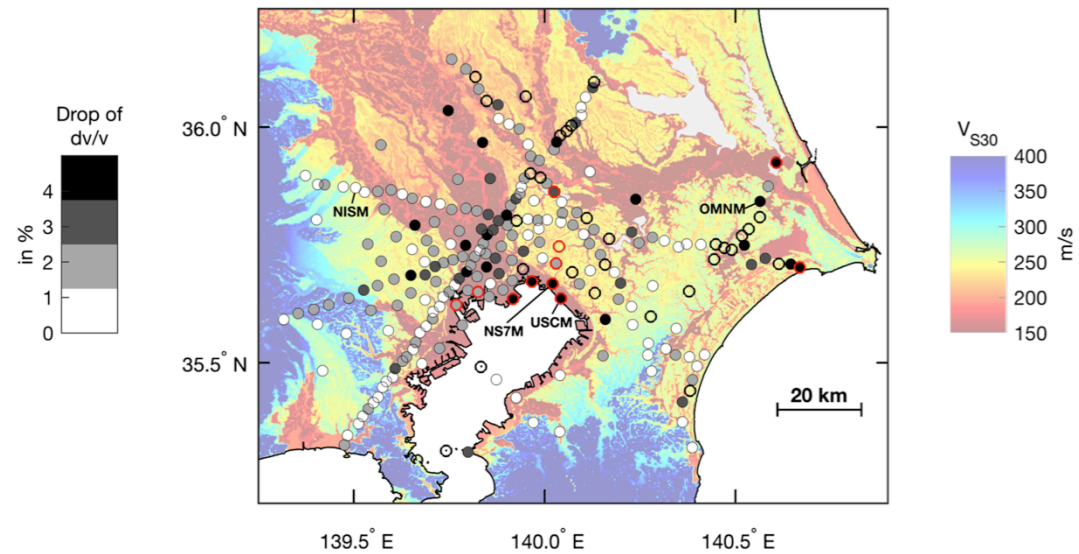 Drop of
dv/v
in %
4
3
2
1
0
36.0° N
35.5° N
139.5° E
140.0° E
140.5° E
NISM
OMNM
NS7M
USCM
20 km
V_S30
400
350
300
250
200
150
m/s